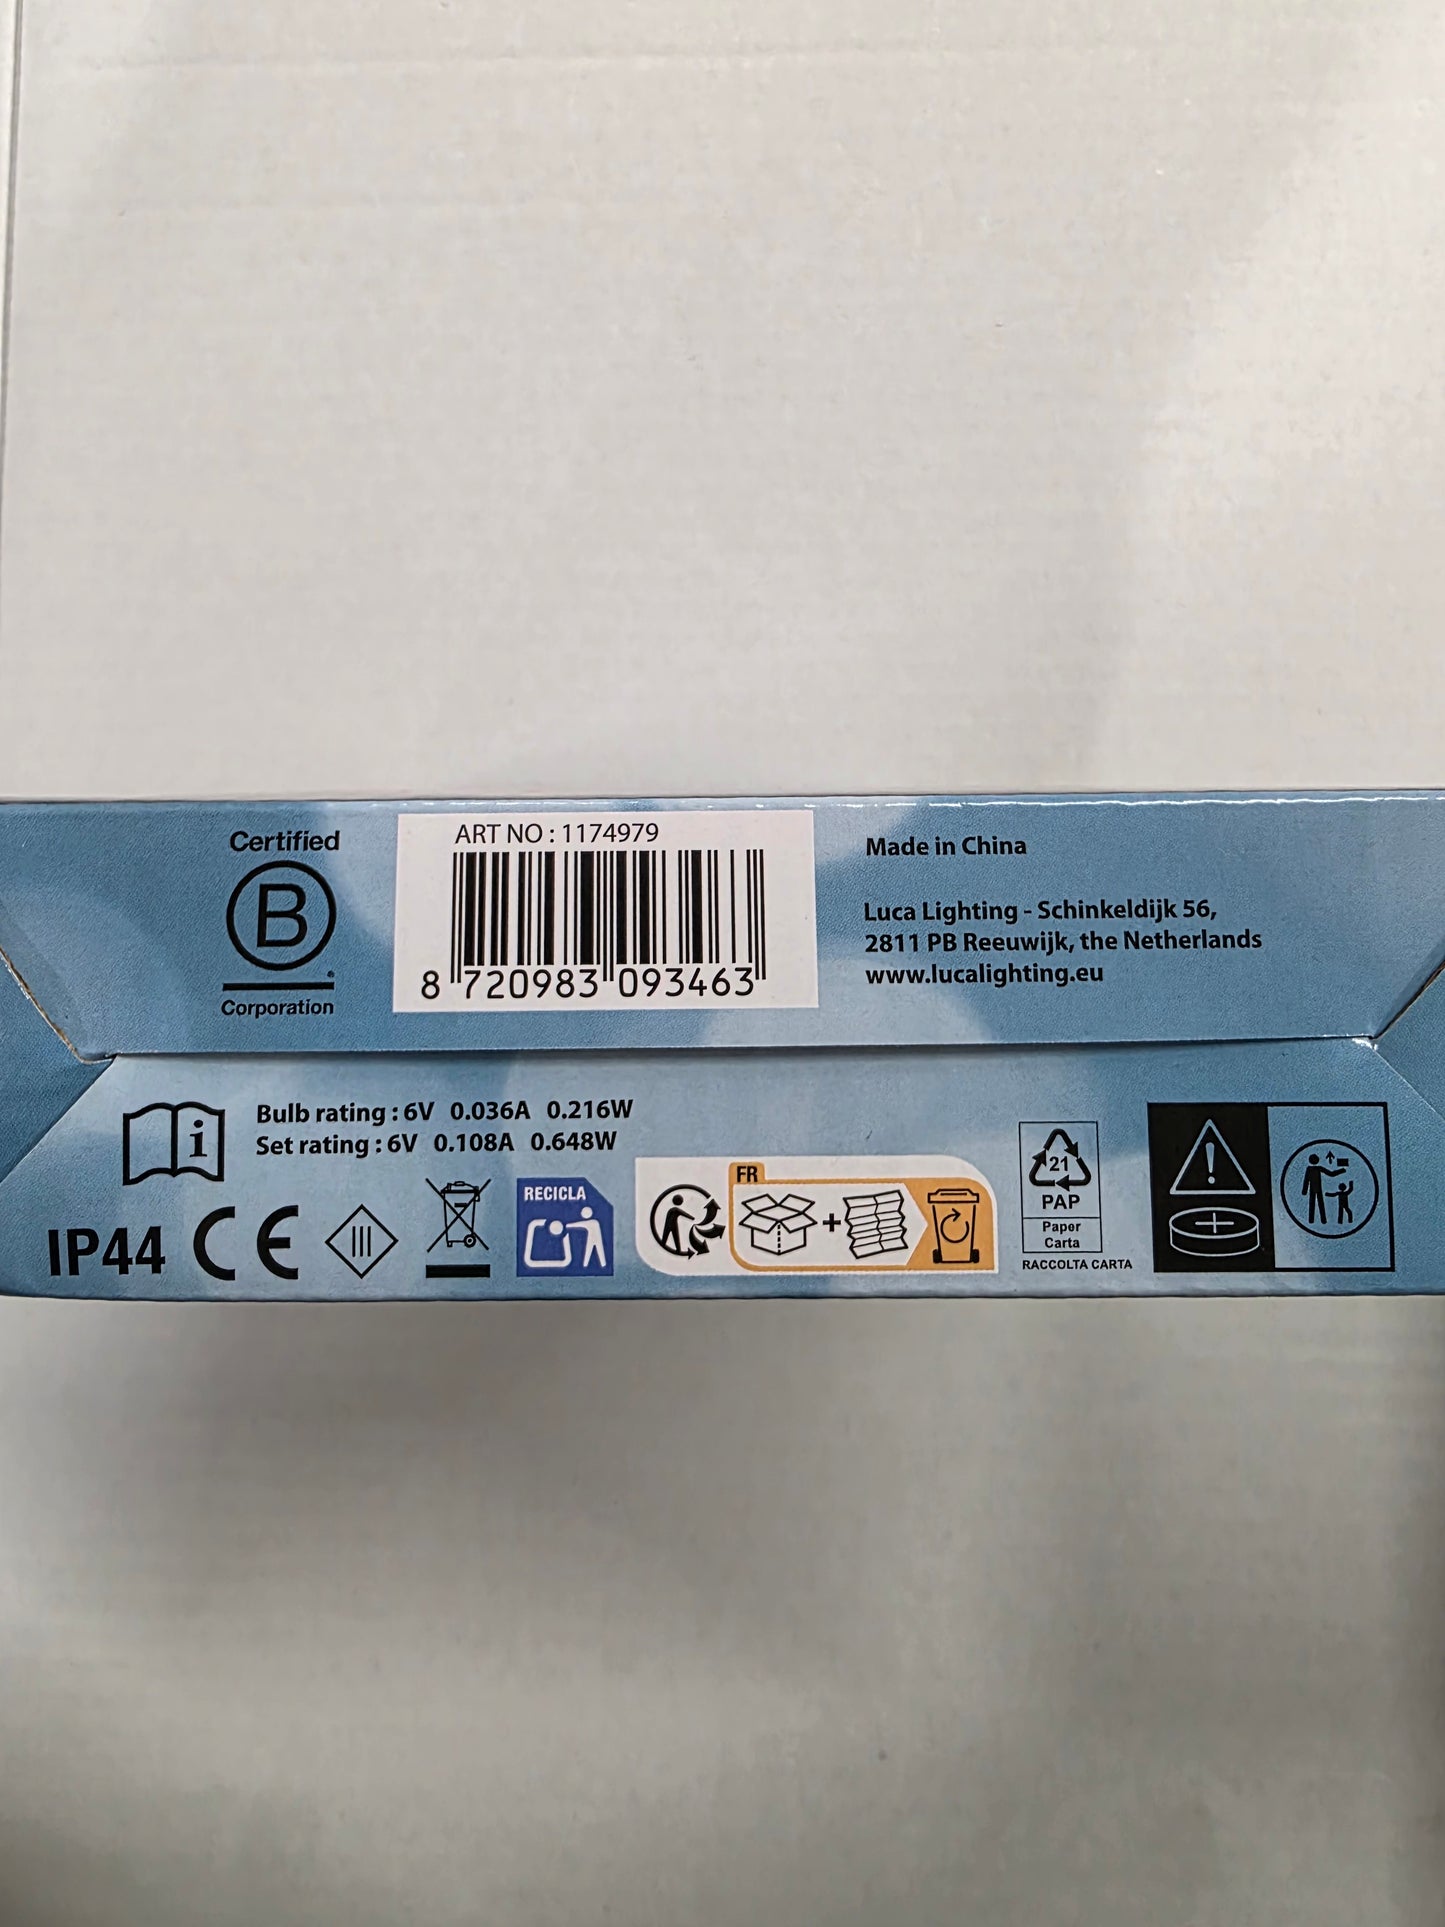 Certified
B
®
Corporation
ART NO : 1174979
8 720983 093463
Made in China
Luca Lighting - Schinkeldijk 56,
2811 PB Reeuwijk, the Netherlands
www.lucalighting.eu
i
Bulb rating : 6V 0.036A 0.216W
Set rating : 6V 0.108A 0.648W
IP44
CE
III
RECICLA
FR
+
21
PAP
Paper
Carta
RACCOLTA CARTA
!
+